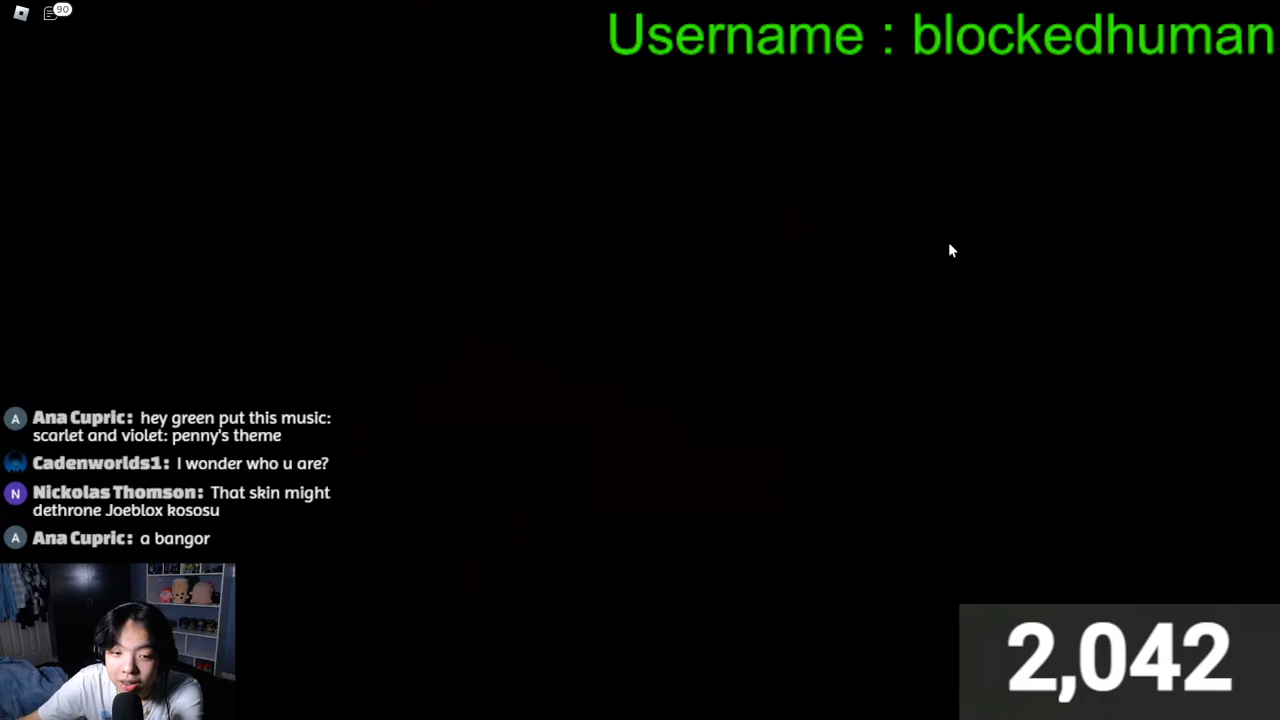 90
Username : blockedhuman
A Ana Cupric: hey green put this music:
scarlet and violet: penny's theme
Cadenworlds1: I wonder who u are?
N Nickolas Thomson: That skin might
dethrone Joeblox kososu
A Ana Cupric: a bangor
2,042